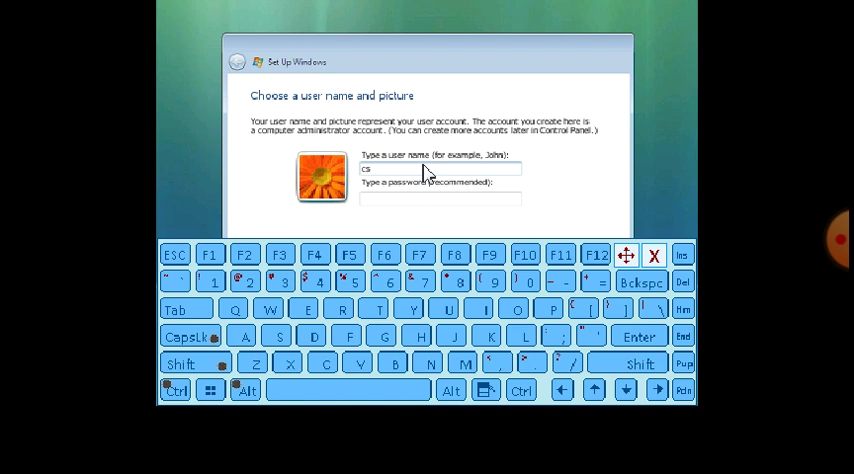 Set Up Windows
Choose a user name and picture
Your user name and picture represent your user account. The account you create here is
a computer administrator account. (You can create more accounts later in Control Panel.)
Type a user name (for example, John):
cs
Type a password (recommended):
ESC F1 F2 F3 F4 F5 F6 F7 F8 F9 F10 F11 F12 X Ins
~ ` ! 1 @ 2 # 3 $ 4 % 5 ^ 6 & 7 * 8 ( 9 ) 0 _ - + = Bckspc Del
Tab Q W E R T Y U I O P { [ } ] | \ Hm
CapsLk A S D F G H J K L : ; " ' Enter End
Shift Z X C V B N M < , > . ? / Shift Pup
Ctrl Alt Alt Ctrl Pdn